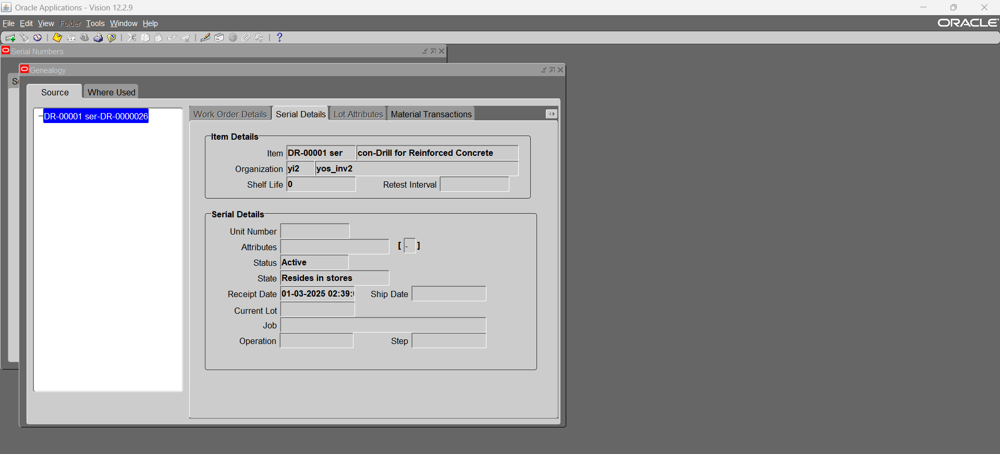 Oracle Applications - Vision 12.2.9
File Edit View Folder Tools Window Help
ORACLE
Serial Numbers
Genealogy
Source Where Used
DR-00001 ser-DR-0000026
Work Order Details Serial Details Lot Attributes Material Transactions
Item Details
Item DR-00001 ser con-Drill for Reinforced Concrete
Organization yi2 yos_inv2
Shelf Life 0 Retest Interval
Serial Details
Unit Number
Attributes [ - ]
Status Active
State Resides in stores
Receipt Date 01-03-2025 02:39: Ship Date
Current Lot
Job
Operation Step